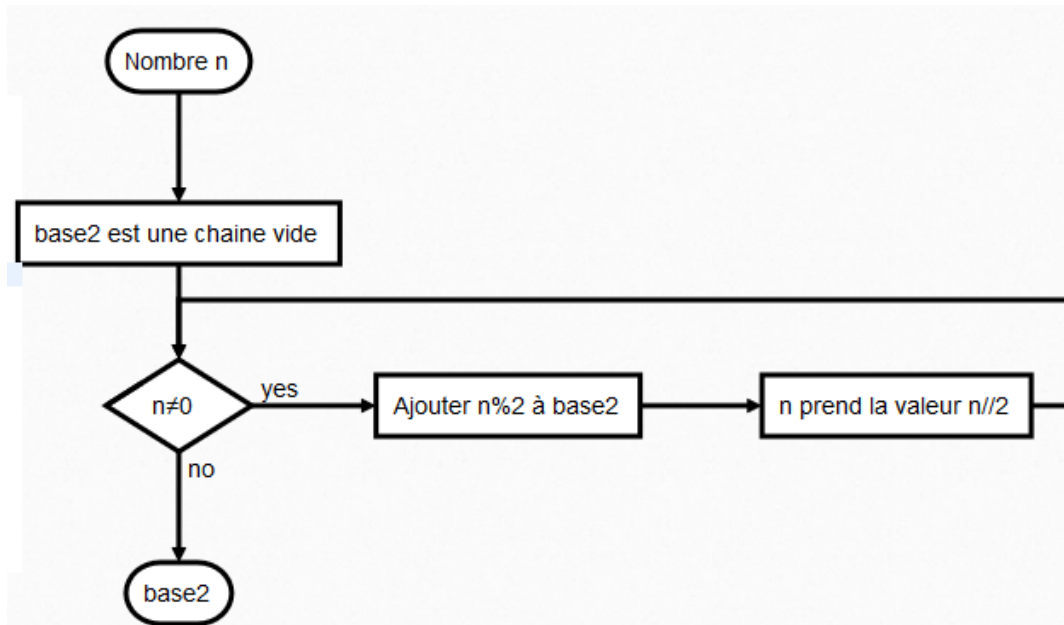 Nombre n
base2 est une chaine vide
n≠0
yes
Ajouter n%2 à base2
n prend la valeur n//2
no
base2